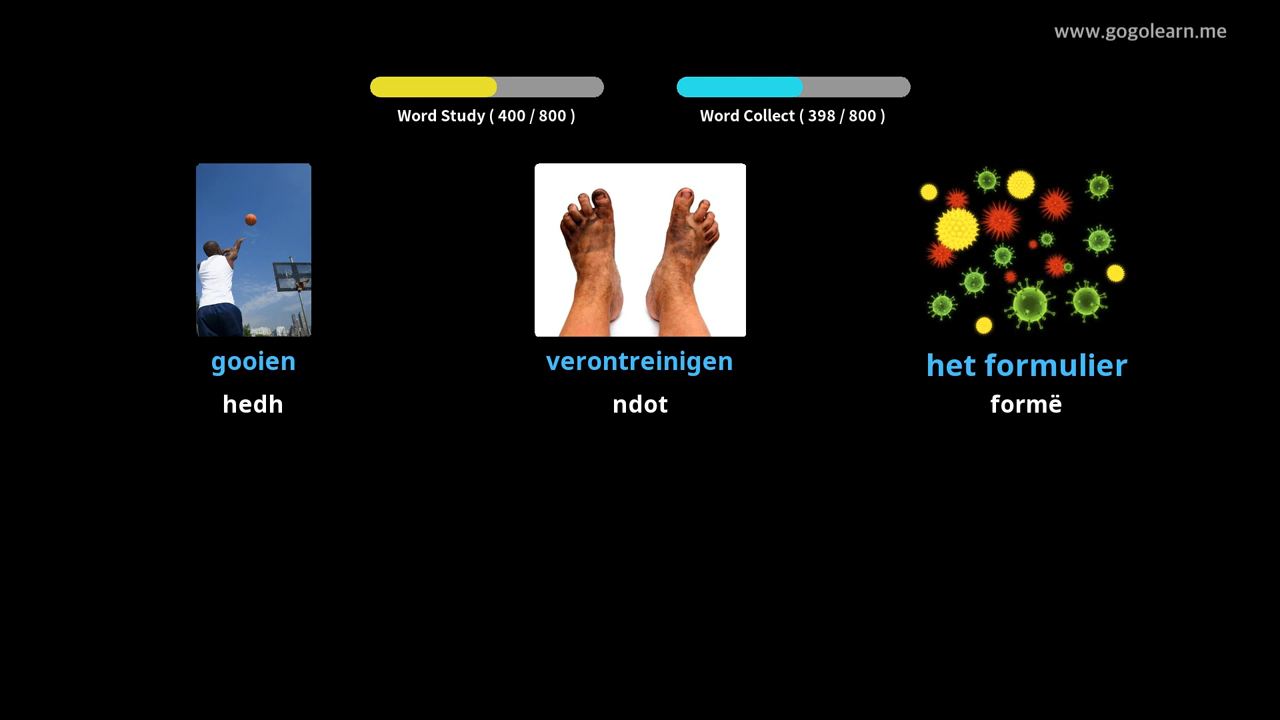 www.gogolearn.me
Word Study ( 400 / 800 )
Word Collect ( 398 / 800 )
gooien
verontreinigen
het formulier
hedh
ndot
formë